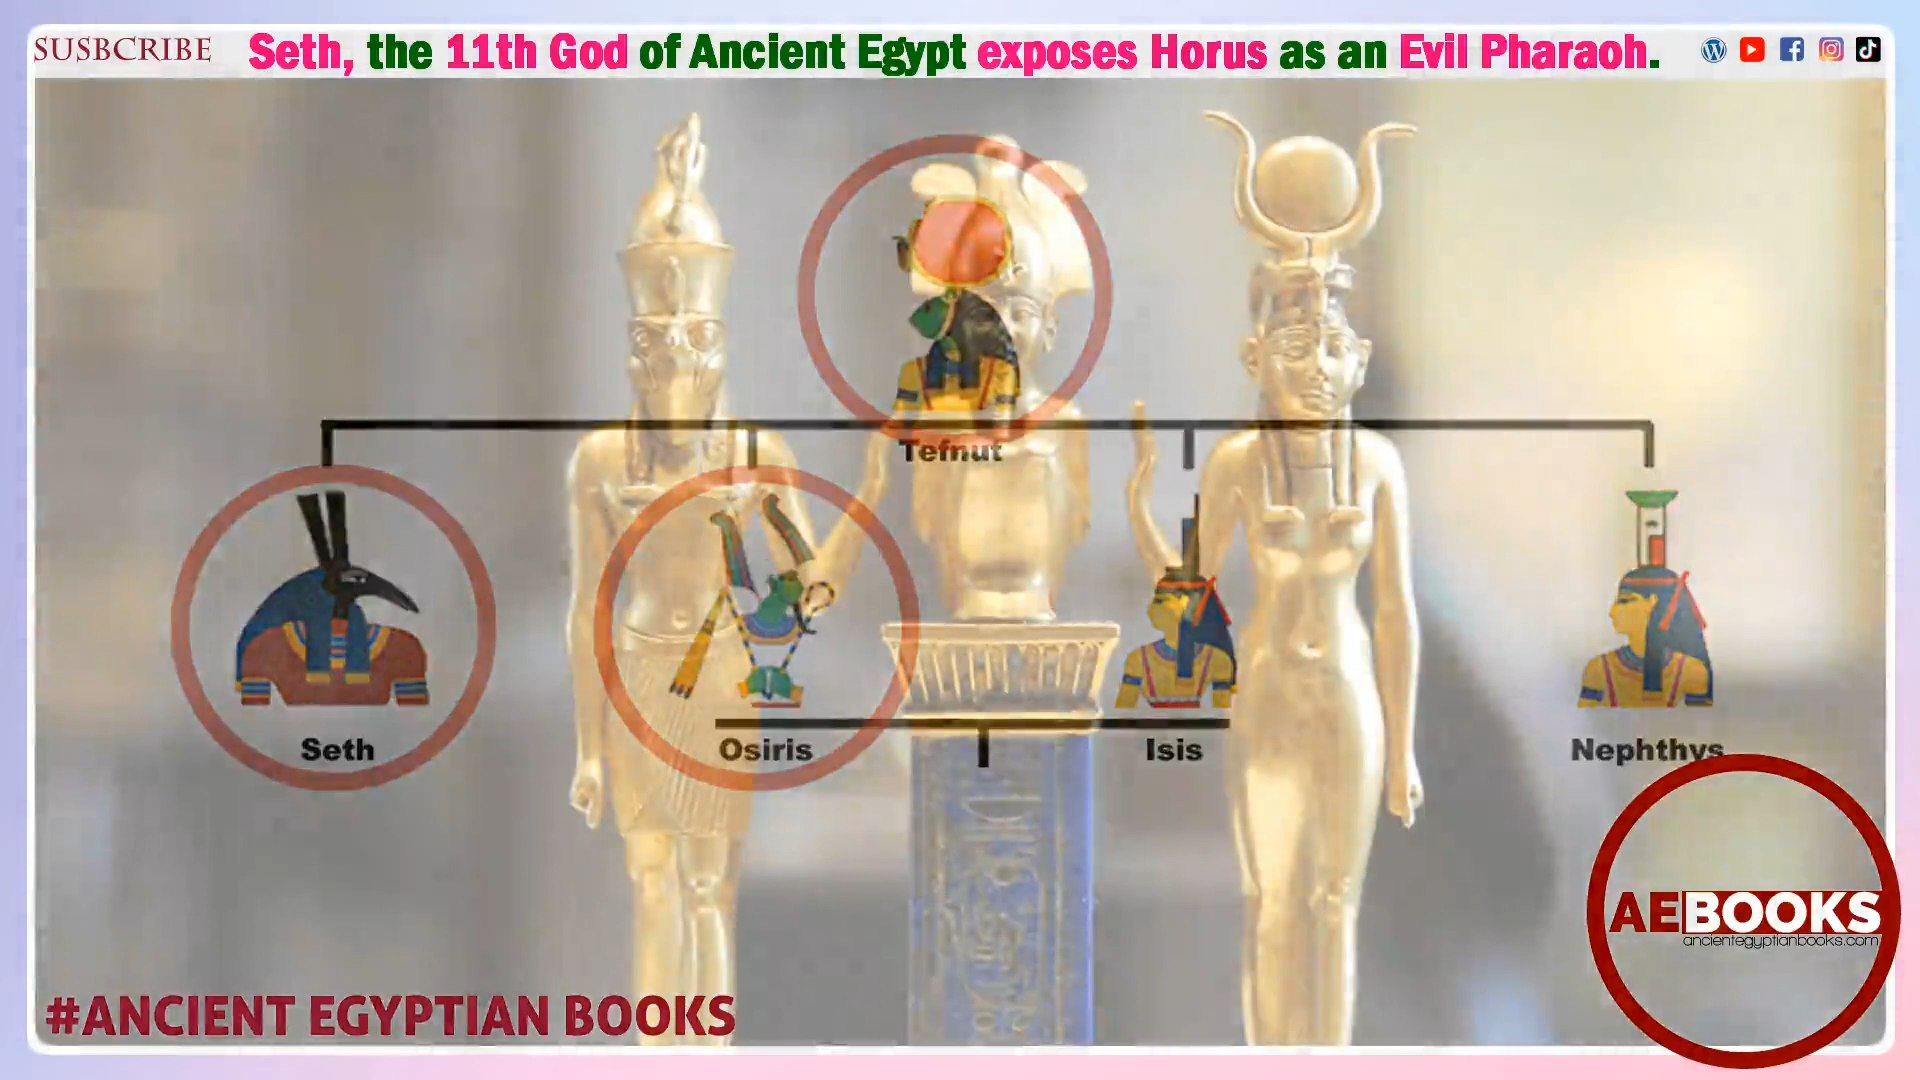 SUSBCRIBE
Seth, the 11th God of Ancient Egypt exposes Horus as an Evil Pharaoh.
Tefnut
Seth
Osiris
Isis
Nephthys
AEBOOKS
ancientegyptianbooks.com
#ANCIENT EGYPTIAN BOOKS